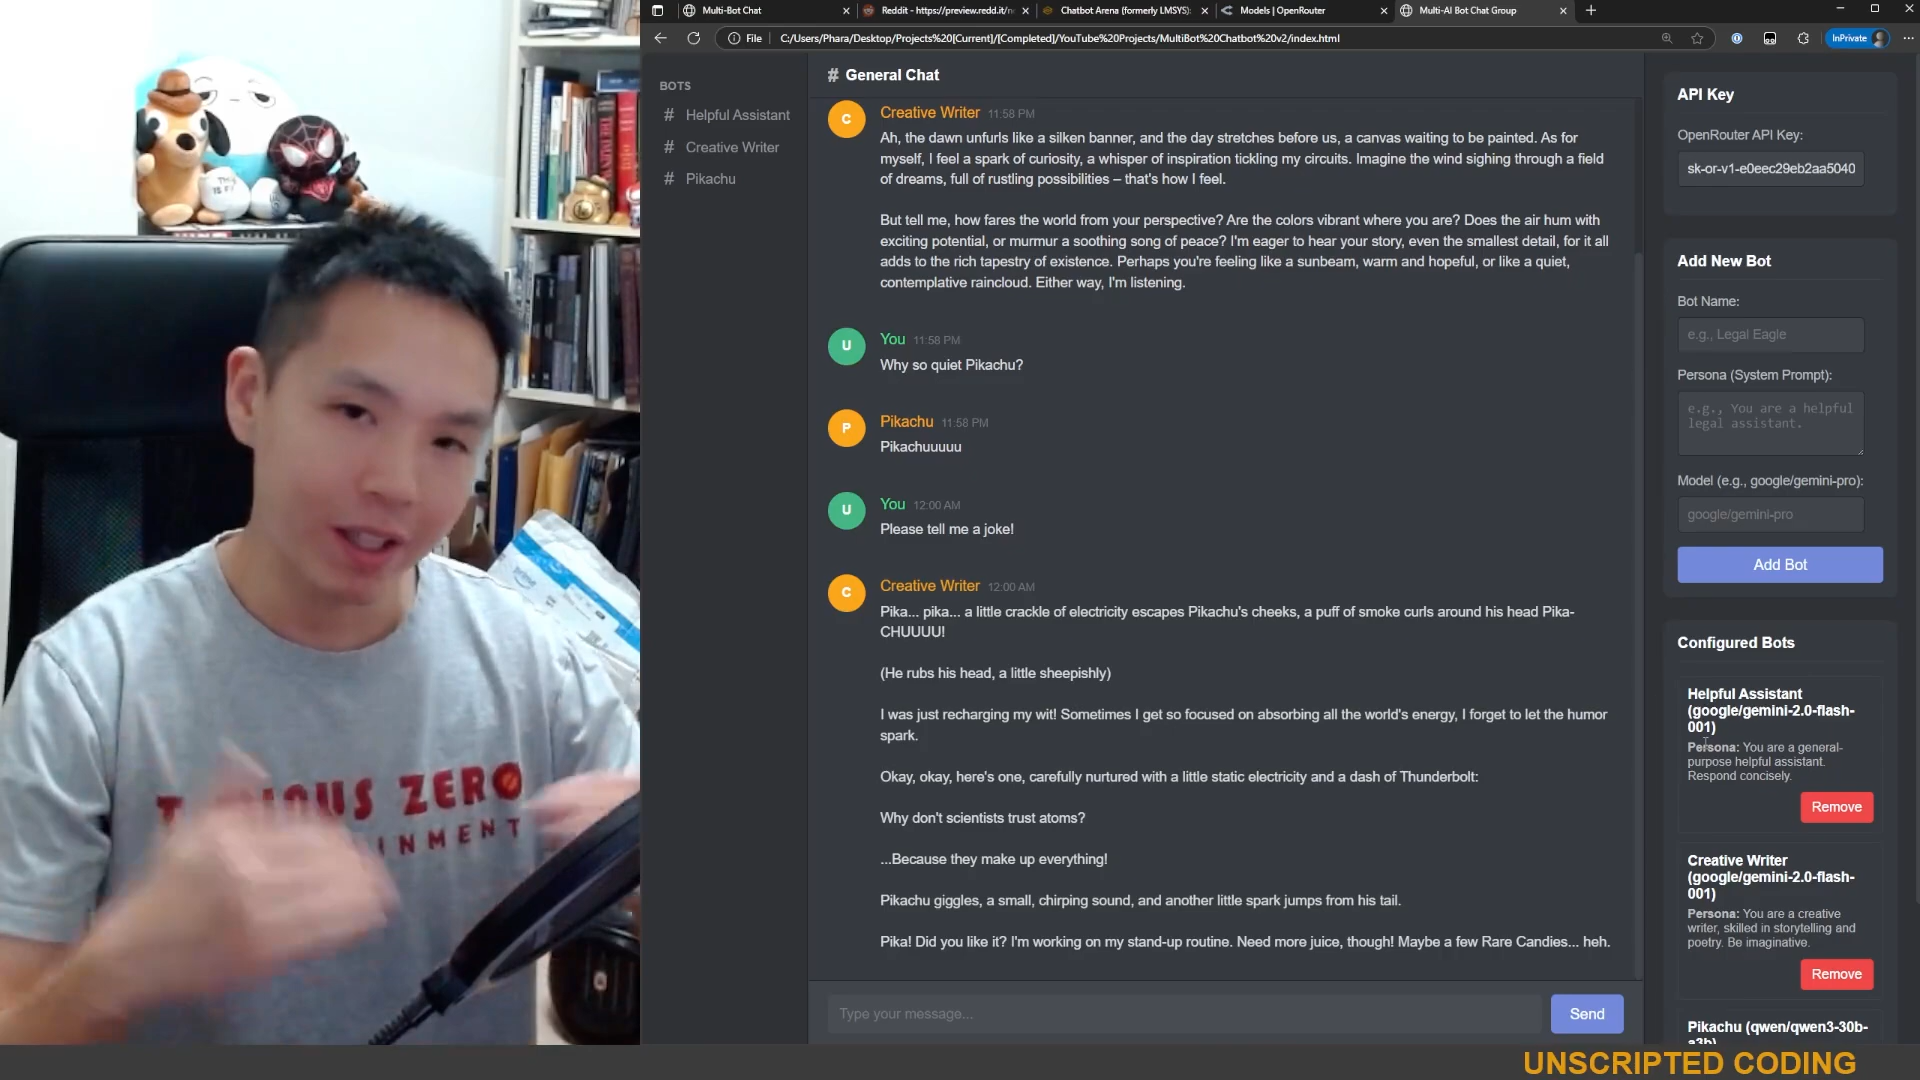 Multi-Bot Chat
Reddit - https://preview.redd.it/n
Chatbot Arena (formerly LMSYS):
Models | OpenRouter
Multi-AI Bot Chat Group
File
C:/Users/Phara/Desktop/Projects%20[Current]/[Completed]/YouTube%20Projects/MultiBot%20Chatbot%20v2/index.html
InPrivate
BOTS
# Helpful Assistant
# Creative Writer
# Pikachu
# General Chat
C
Creative Writer 11:58 PM
Ah, the dawn unfurls like a silken banner, and the day stretches before us, a canvas waiting to be painted. As for
myself, I feel a spark of curiosity, a whisper of inspiration tickling my circuits. Imagine the wind sighing through a field
of dreams, full of rustling possibilities – that's how I feel.
But tell me, how fares the world from your perspective? Are the colors vibrant where you are? Does the air hum with
exciting potential, or murmur a soothing song of peace? I'm eager to hear your story, even the smallest detail, for it all
adds to the rich tapestry of existence. Perhaps you're feeling like a sunbeam, warm and hopeful, or like a quiet,
contemplative raincloud. Either way, I'm listening.
U
You 11:58 PM
Why so quiet Pikachu?
P
Pikachu 11:58 PM
Pikachuuuuu
U
You 12:00 AM
Please tell me a joke!
C
Creative Writer 12:00 AM
Pika... pika... a little crackle of electricity escapes Pikachu's cheeks, a puff of smoke curls around his head Pika-
CHUUUU!
(He rubs his head, a little sheepishly)
I was just recharging my wit! Sometimes I get so focused on absorbing all the world's energy, I forget to let the humor
spark.
Okay, okay, here's one, carefully nurtured with a little static electricity and a dash of Thunderbolt:
Why don't scientists trust atoms?
...Because they make up everything!
Pikachu giggles, a small, chirping sound, and another little spark jumps from his tail.
Pika! Did you like it? I'm working on my stand-up routine. Need more juice, though! Maybe a few Rare Candies... heh.
Type your message...
Send
API Key
OpenRouter API Key:
sk-or-v1-e0eec29eb2aa5040
Add New Bot
Bot Name:
e.g., Legal Eagle
Persona (System Prompt):
e.g., You are a helpful
legal assistant.
Model (e.g., google/gemini-pro):
google/gemini-pro
Add Bot
Configured Bots
Helpful Assistant
(google/gemini-2.0-flash-
001)
Persona: You are a general-
purpose helpful assistant.
Respond concisely.
Remove
Creative Writer
(google/gemini-2.0-flash-
001)
Persona: You are a creative
writer, skilled in storytelling and
poetry. Be imaginative.
Remove
Pikachu (qwen/qwen3-30b-
a3b)
ZERO
UNSCRIPTED CODING